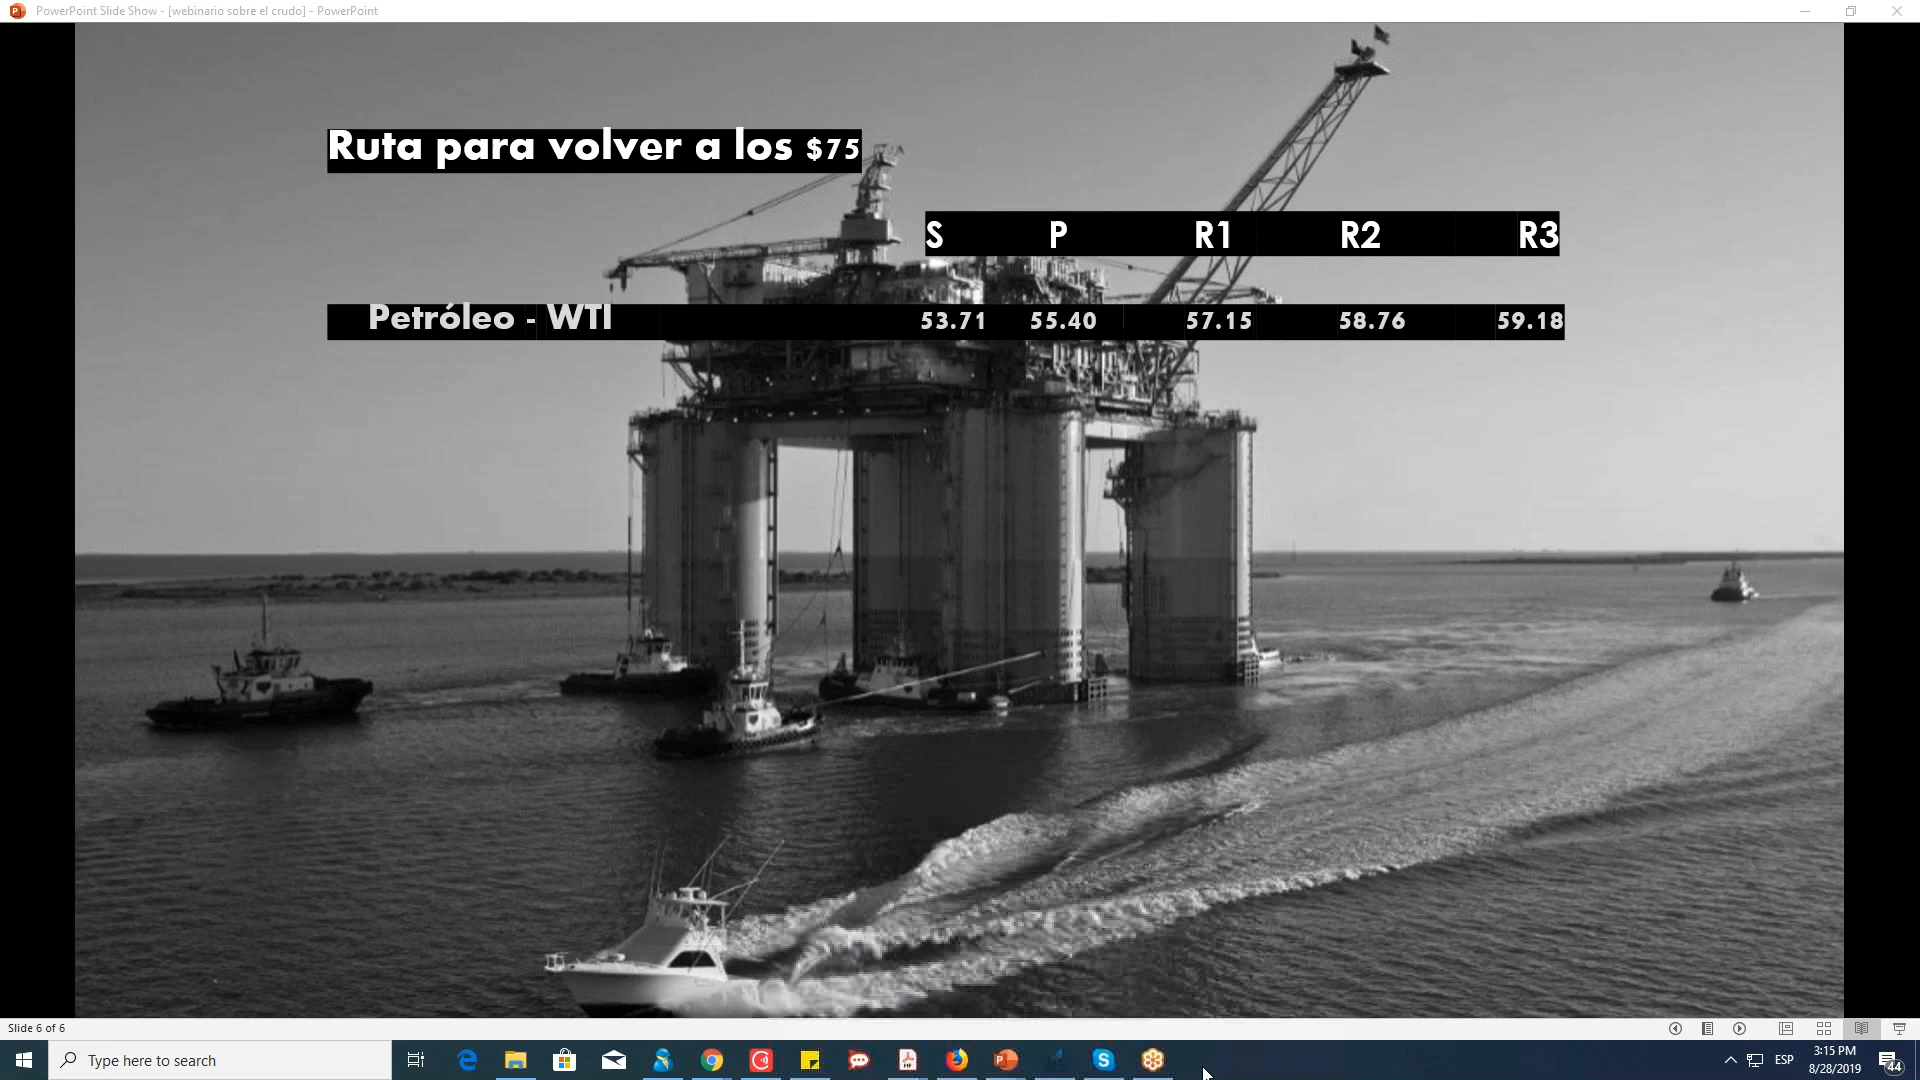 PowerPoint Slide Show - [webinario sobre el crudo] - PowerPoint
Ruta para volver a los $75
S P R1 R2 R3
Petróleo - WTI 53.71 55.40 57.15 58.76 59.18
Slide 6 of 6
Type here to search
ESP
3:15 PM
8/28/2019
44